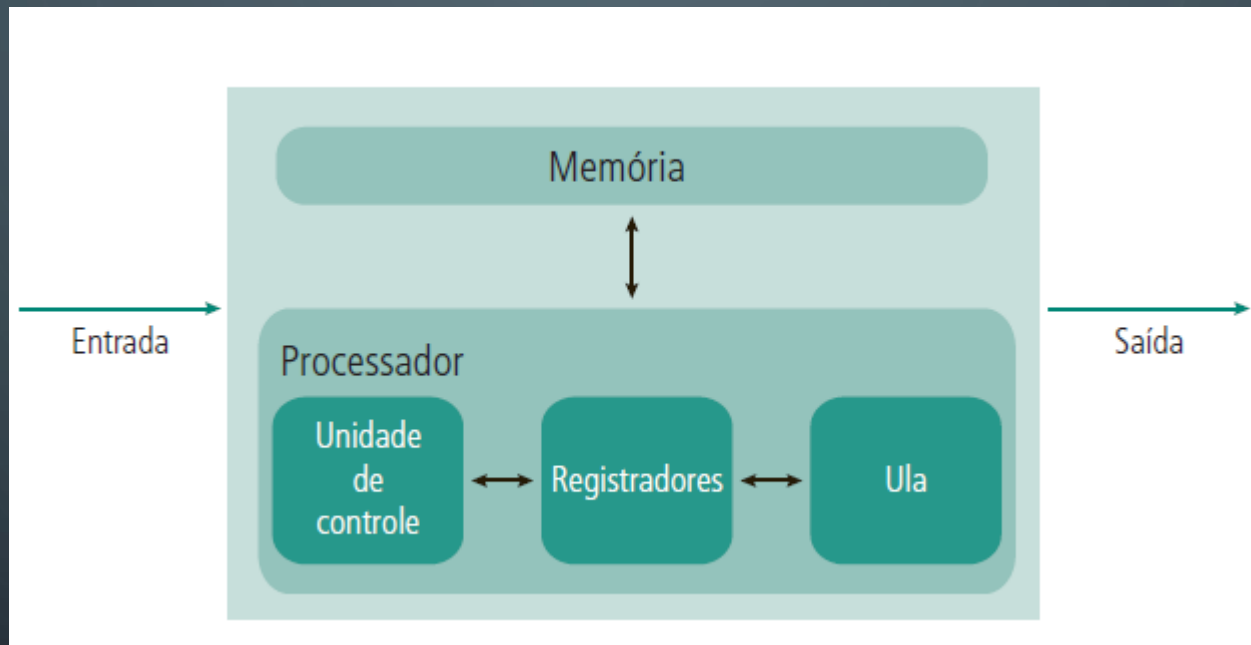 Memória
Entrada
Saída
Processador
Unidade
de
controle
Registradores
Ula